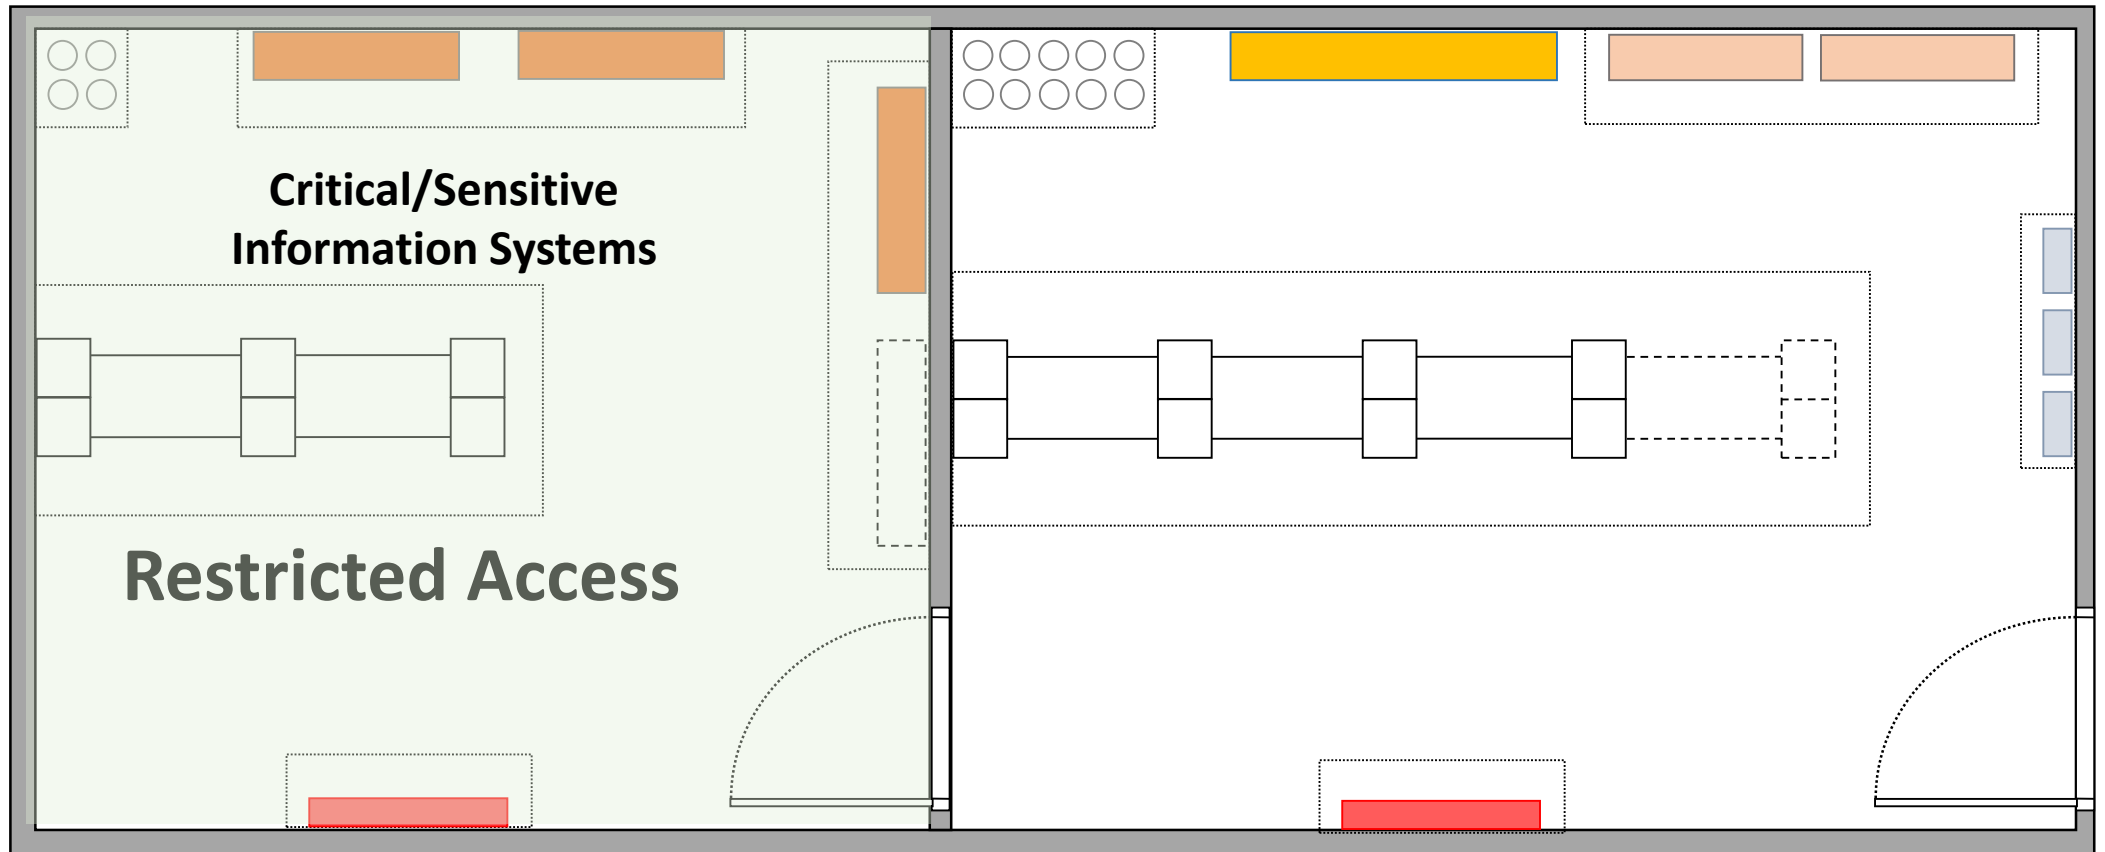 Critical/Sensitive
Information Systems
Restricted Access